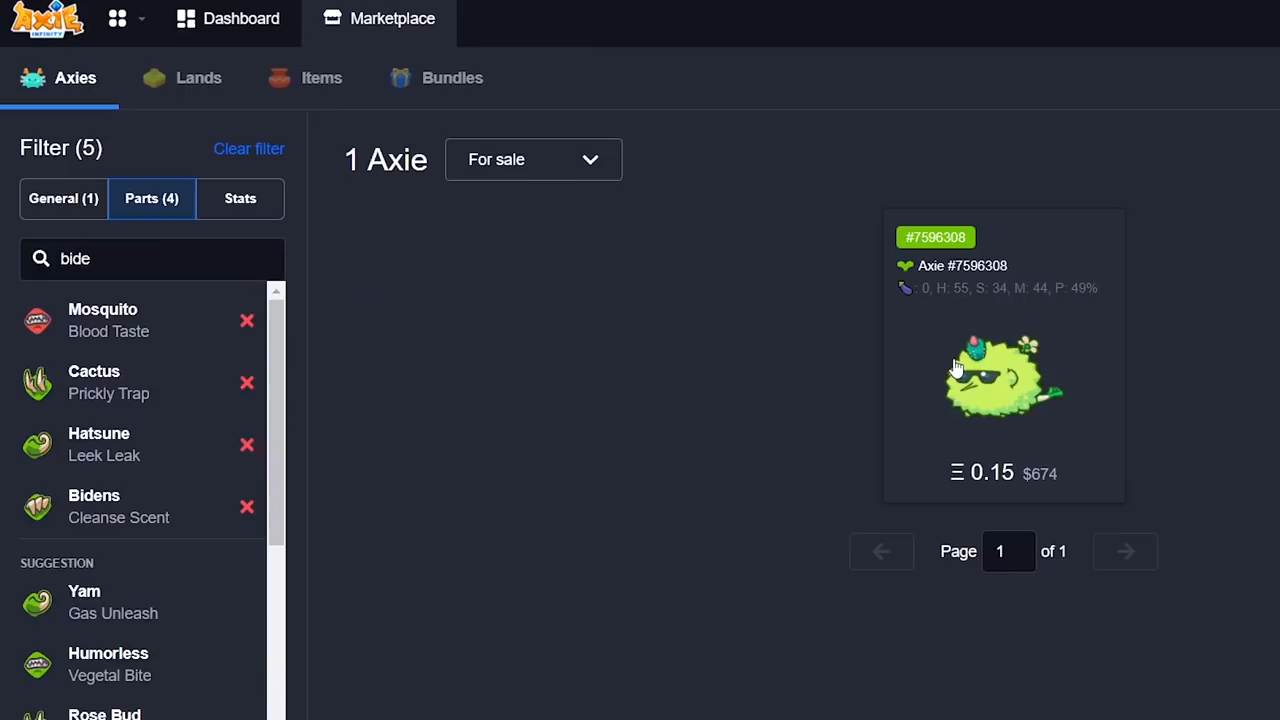 AXIE
INFINITY
Dashboard
Marketplace
Axies
Lands
Items
Bundles
Filter (5)
Clear filter
General (1)
Parts (4)
Stats
bide
Mosquito
Blood Taste
Cactus
Prickly Trap
Hatsune
Leek Leak
Bidens
Cleanse Scent
SUGGESTION
Yam
Gas Unleash
Humorless
Vegetal Bite
Rose Bud
1 Axie
For sale
#7596308
Axie #7596308
: 0, H: 55, S: 34, M: 44, P: 49%
Ξ 0.15 $674
Page 1 of 1